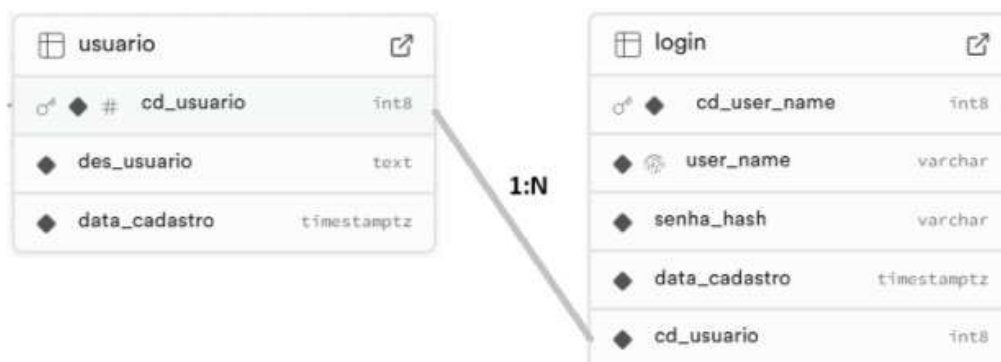 usuario
# cd_usuario int8
des_usuario text
data_cadastro timestamptz
1:N
login
cd_user_name int8
user_name varchar
senha_hash varchar
data_cadastro timestamptz
cd_usuario int8